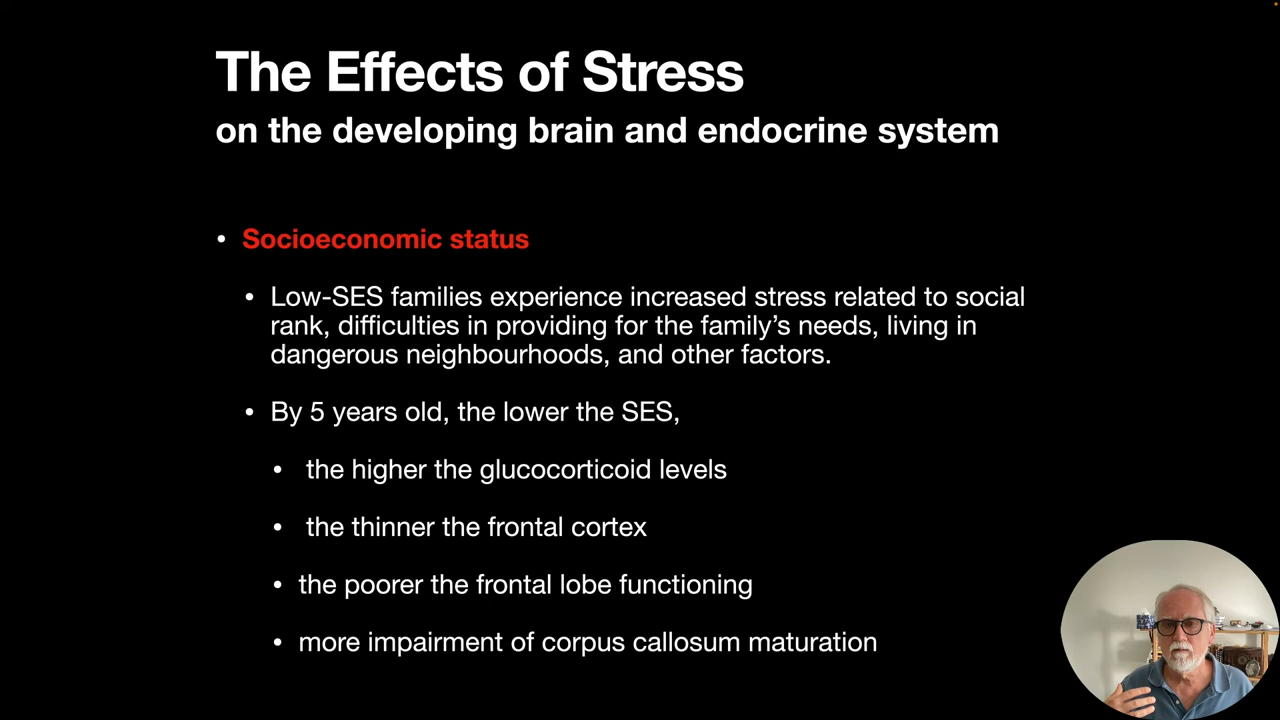 The Effects of Stress
on the developing brain and endocrine system
• Socioeconomic status
• Low-SES families experience increased stress related to social
rank, difficulties in providing for the family's needs, living in
dangerous neighbourhoods, and other factors.
• By 5 years old, the lower the SES,
• the higher the glucocorticoid levels
• the thinner the frontal cortex
• the poorer the frontal lobe functioning
• more impairment of corpus callosum maturation